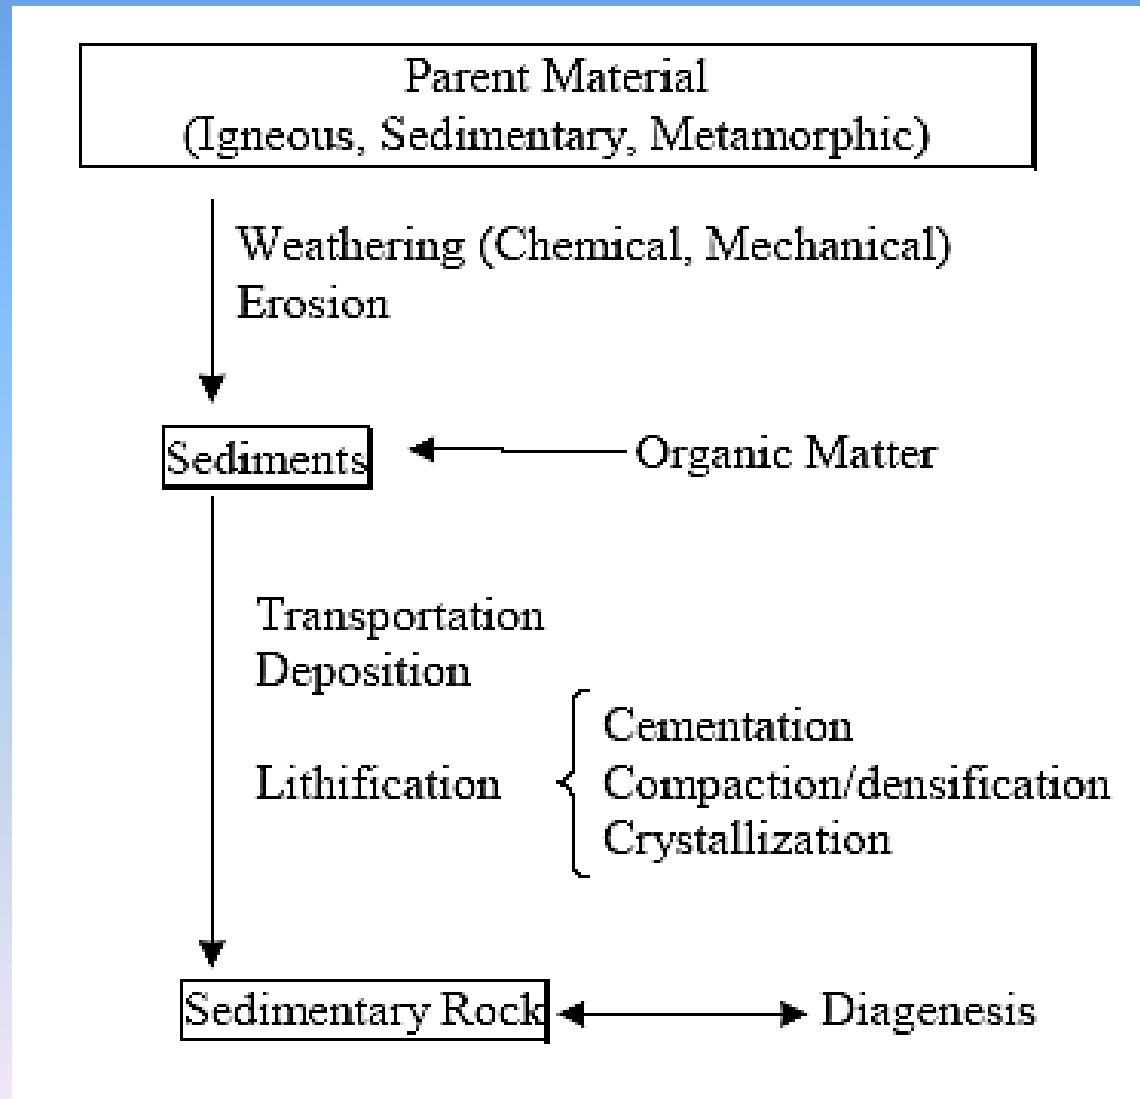 Parent Material
(Igneous, Sedimentary, Metamorphic)
Weathering (Chemical, Mechanical)
Erosion
Sediments
Organic Matter
Transportation
Deposition
Lithification
Cementation
Compaction/densification
Crystallization
Sedimentary Rock
Diagenesis